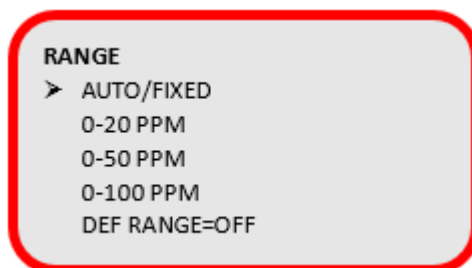 RANGE
➤ AUTO/FIXED
0-20 PPM
0-50 PPM
0-100 PPM
DEF RANGE=OFF